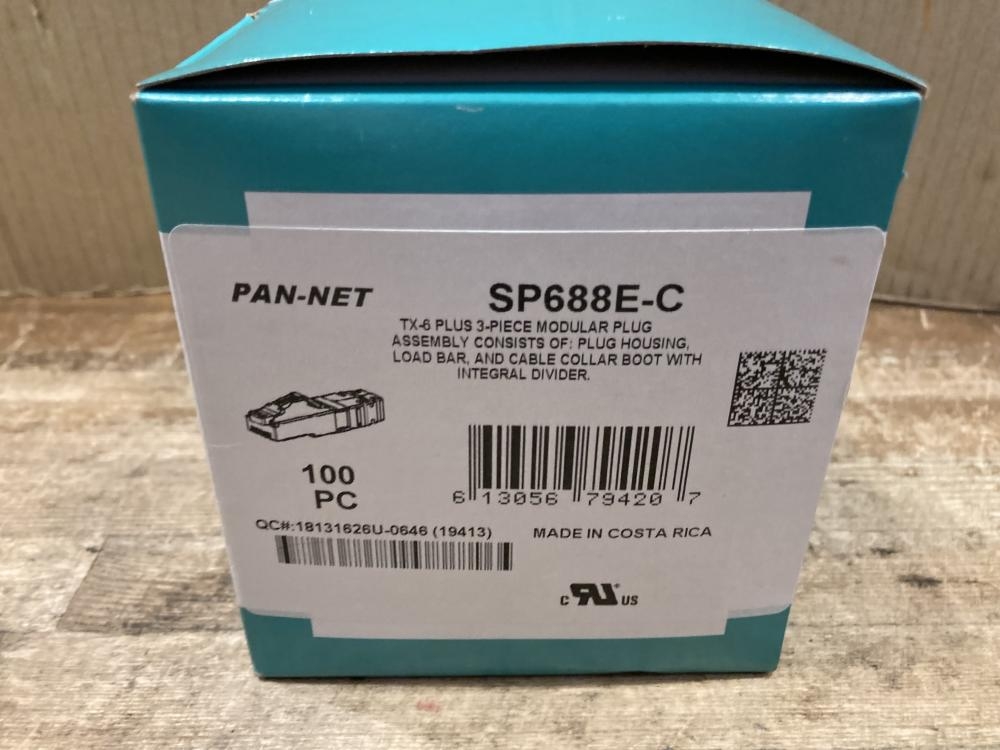 PAN-NET
SP688E-C
TX-6 PLUS 3-PIECE MODULAR PLUG
ASSEMBLY CONSISTS OF: PLUG HOUSING,
LOAD BAR, AND CABLE COLLAR BOOT WITH
INTEGRAL DIVIDER.
100
PC
6 13056 79420 7
QC#:18131626U-0646 (19413)
MADE IN COSTA RICA
C RU US